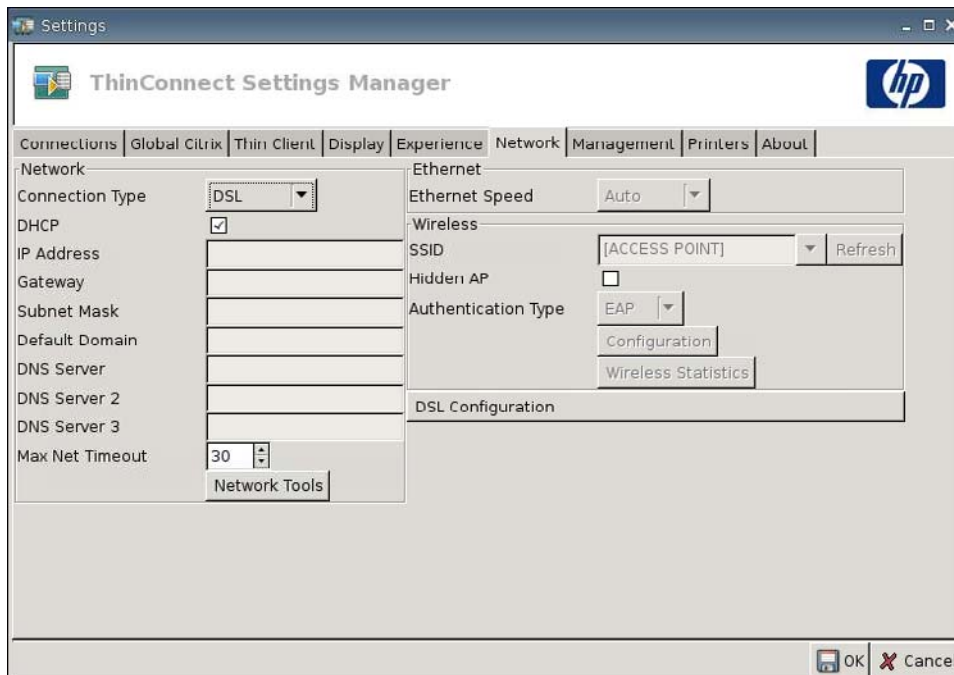 Settings
ThinConnect Settings Manager
hp
Connections Global Citrix Thin Client Display Experience Network Management Printers About
Network
Connection Type DSL
DHCP
IP Address
Gateway
Subnet Mask
Default Domain
DNS Server
DNS Server 2
DNS Server 3
Max Net Timeout 30
Network Tools
Ethernet
Ethernet Speed Auto
Wireless
SSID [ACCESS POINT] Refresh
Hidden AP
Authentication Type EAP
Configuration
Wireless Statistics
DSL Configuration
OK Cancel